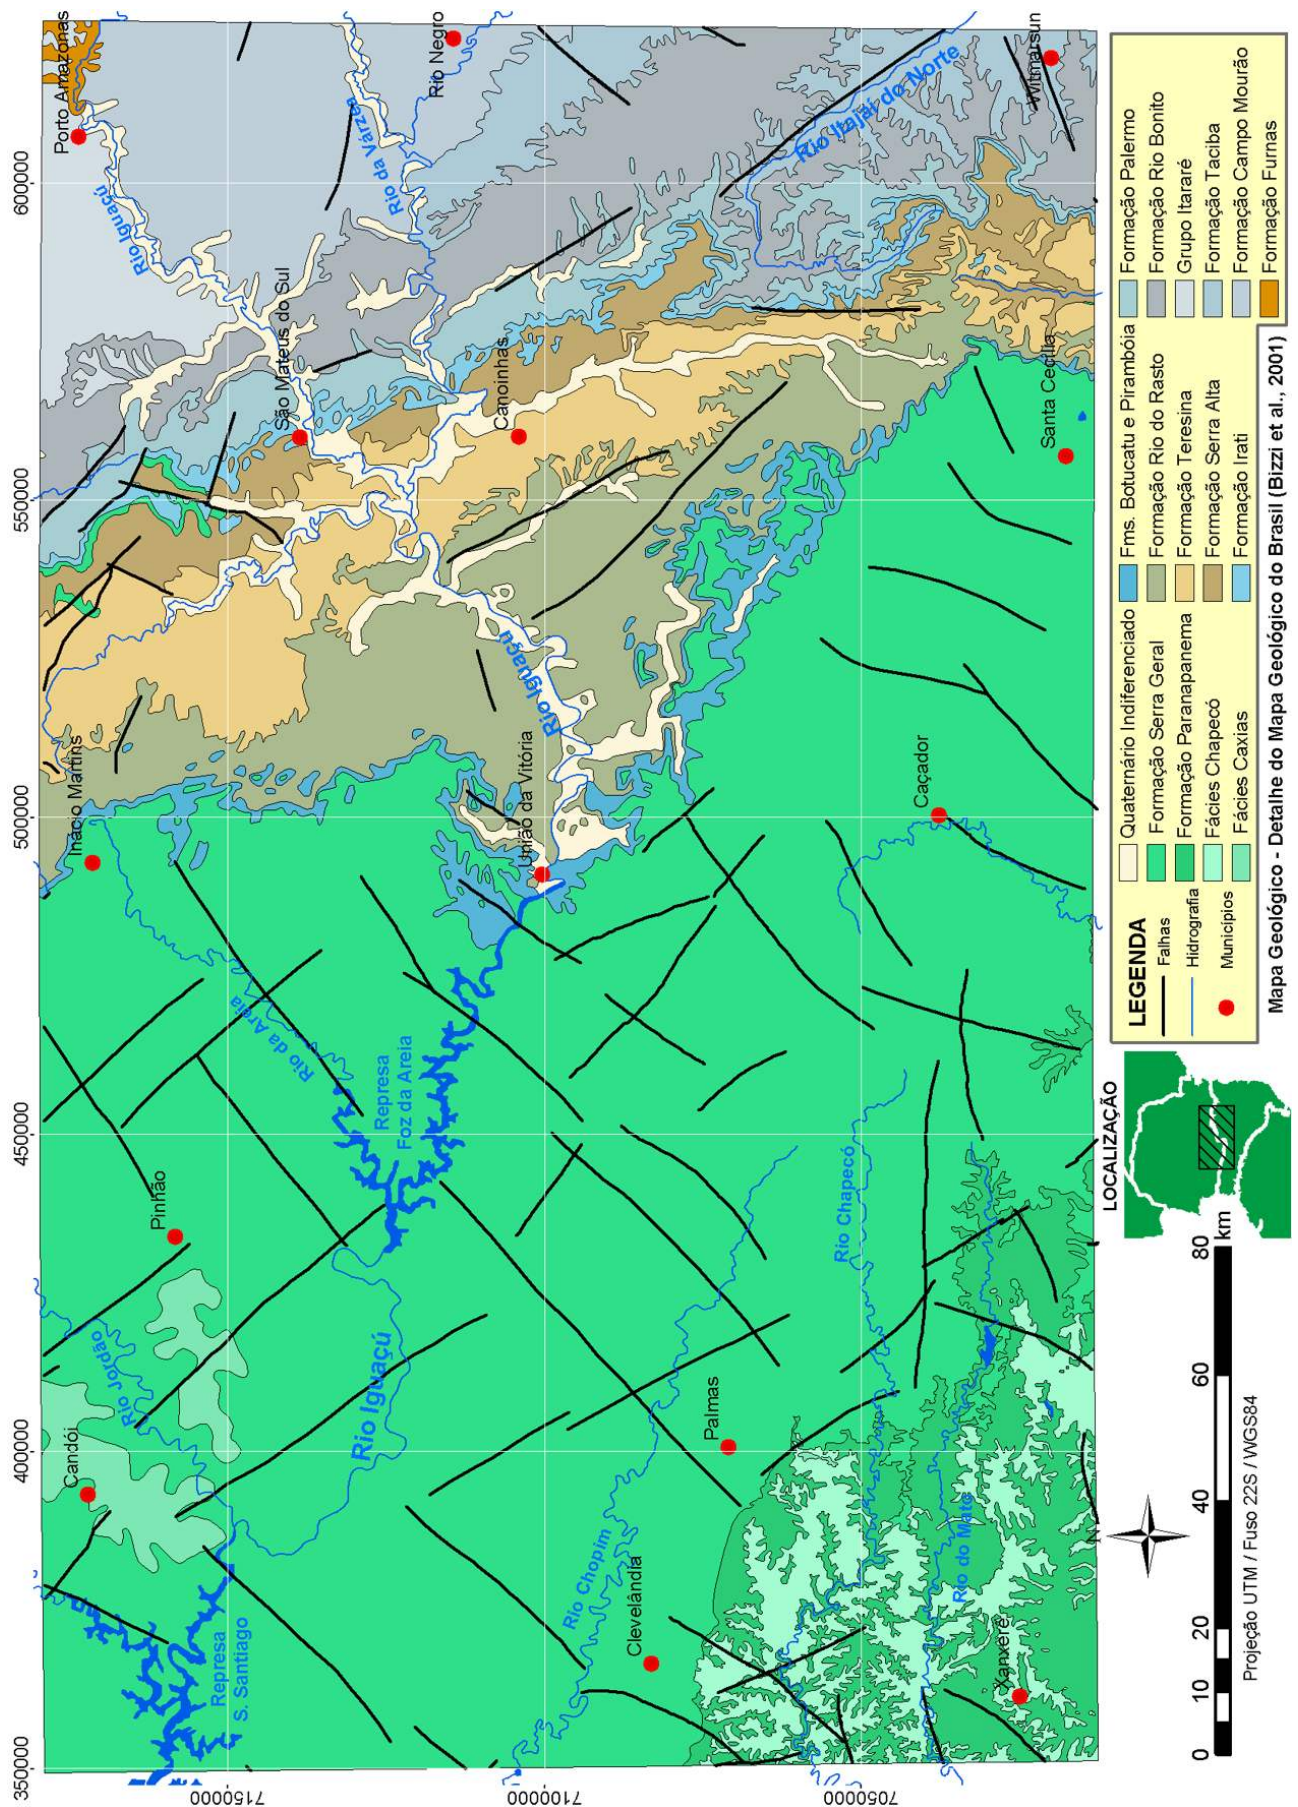 350000
400000
450000
500000
550000
600000
7150000
7100000
7050000
Candói
Pinhão
Inácio Martins
Porto Amazonas
Rio Jordão
Rio da Areia
Rio Iguaçú
Rio da Várzea
Rio Negro
São Mateus do Sul
Represa
S. Santiago
Rio Iguaçú
Represa
Foz da Areia
União da Vitória
Rio Iguaçú
Canoinhas
Rio Chopim
Clevelândia
Palmas
Rio Chapecó
Caçador
Rio Itajaí do Norte
Rio do Mato
Xanxerê
Santa Cecília
Witmarsun
N
0 10 20 40 60 80 km
Projeção UTM / Fuso 22S / WGS84
LOCALIZAÇÃO
LEGENDA
Falhas
Hidrografia
Municípios
Quaternário Indiferenciado
Formação Serra Geral
Formação Paranapanema
Fácies Chapecó
Fácies Caxias
Fms. Botucatu e Pirambóia
Formação Rio do Rasto
Formação Teresina
Formação Serra Alta
Formação Irati
Formação Palermo
Formação Rio Bonito
Grupo Itararé
Formação Taciba
Formação Campo Mourão
Formação Furnas
Mapa Geológico - Detalhe do Mapa Geológico do Brasil (Bizzi et al., 2001)